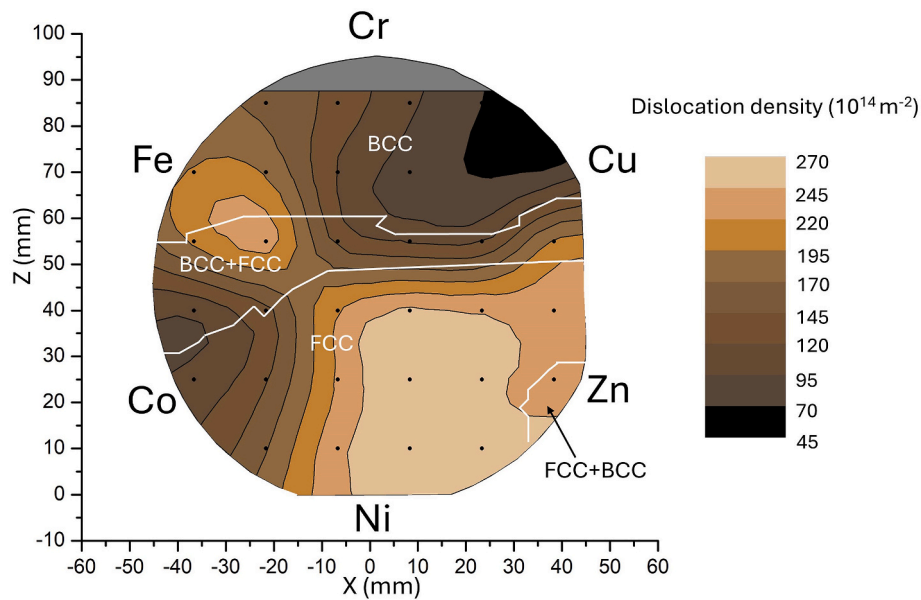 Cr
Dislocation density (10¹⁴ m⁻²)
Fe
Cu
BCC
BCC+FCC
FCC
Co
Zn
FCC+BCC
Ni
Z (mm)
100
90
80
70
60
50
40
30
20
10
0
-10
-60
-50
-40
-30
-20
-10
0
10
20
30
40
50
60
X (mm)
270
245
220
195
170
145
120
95
70
45